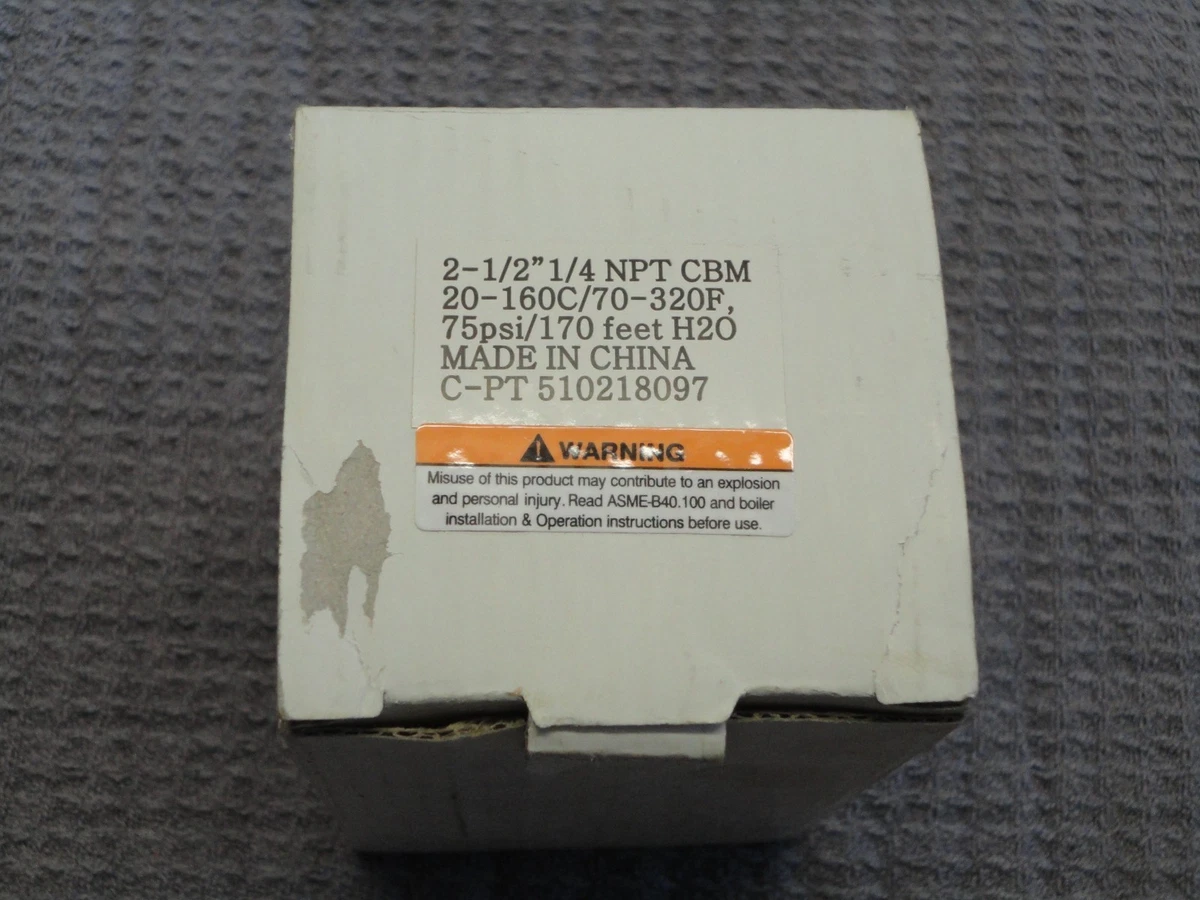 2-1/2" 1/4 NPT CBM
20-160C/70-320F,
75psi/170 feet H2O
MADE IN CHINA
C-PT 510218097
WARNING
Misuse of this product may contribute to an explosion
and personal injury. Read ASME-B40.100 and boiler
installation & Operation instructions before use.